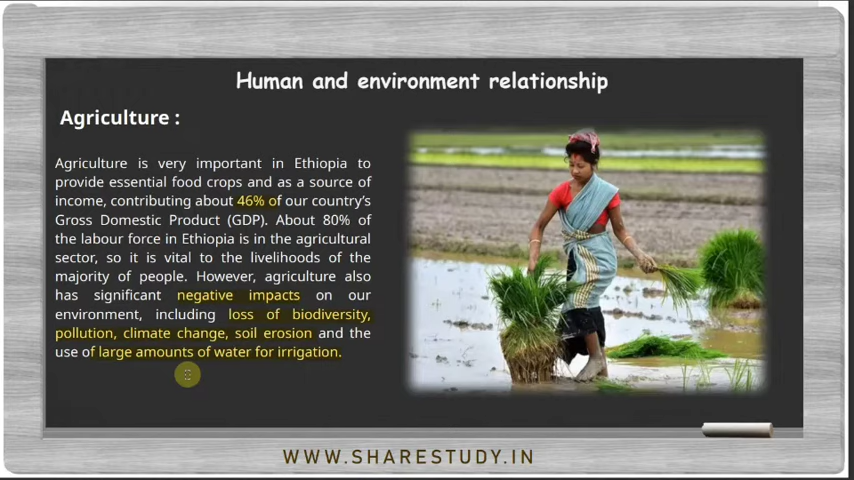 Human and environment relationship
Agriculture :
Agriculture is very important in Ethiopia to
provide essential food crops and as a source of
income, contributing about 46% of our country's
Gross Domestic Product (GDP). About 80% of
the labour force in Ethiopia is in the agricultural
sector, so it is vital to the livelihoods of the
majority of people. However, agriculture also
has significant negative impacts on our
environment, including loss of biodiversity,
pollution, climate change, soil erosion and the
use of large amounts of water for irrigation.
WWW.SHARESTUDY.IN